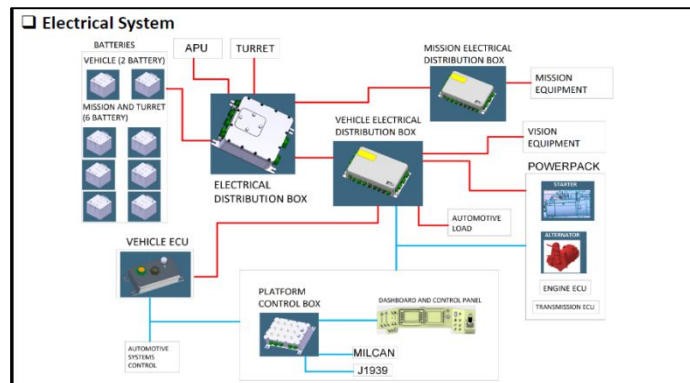 ❑ Electrical System
BATTERIES
VEHICLE (2 BATTERY)
MISSION AND TURRET
(6 BATTERY)
APU
TURRET
ELECTRICAL
DISTRIBUTION BOX
MISSION ELECTRICAL
DISTRIBUTION BOX
MISSION
EQUIPMENT
VEHICLE ELECTRICAL
DISTRIBUTION BOX
VISION
EQUIPMENT
POWERPACK
STARTER
ALTERNATOR
ENGINE ECU
TRANSMISSION ECU
AUTOMOTIVE
LOAD
VEHICLE ECU
AUTOMOTIVE
SYSTEMS
CONTROL
PLATFORM
CONTROL BOX
DASHBOARD AND CONTROL PANEL
MILCAN
J1939